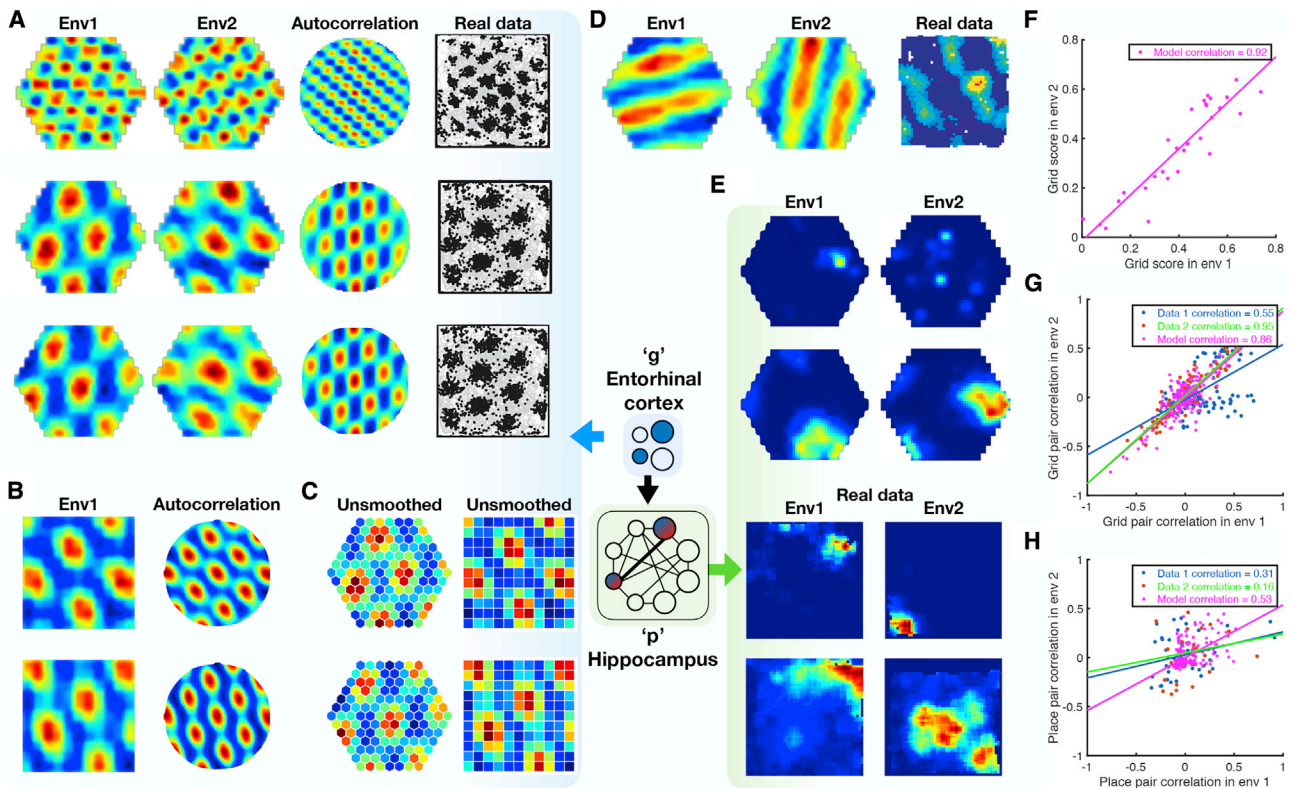 A
Env1
Env2
Autocorrelation
Real data
D
Env1
Env2
Real data
F
0.8
0.6
0.4
0.2
0
0
0.2
0.4
0.6
0.8
Model correlation = 0.92
Grid score in env 2
Grid score in env 1
E
Env1
Env2
'g'
Entorhinal
cortex
'p'
Hippocampus
Real data
Env1
Env2
G
1
0.5
0
-0.5
-1
-1
-0.5
0
0.5
1
Data 1 correlation = 0.55
Data 2 correlation = 0.95
Model correlation = 0.86
Grid pair correlation in env 2
Grid pair correlation in env 1
B
Env1
Autocorrelation
C
Unsmoothed
Unsmoothed
H
1
0.5
0
-0.5
-1
-1
-0.5
0
0.5
1
Data 1 correlation = 0.31
Data 2 correlation = 0.16
Model correlation = 0.53
Place pair correlation in env 2
Place pair correlation in env 1